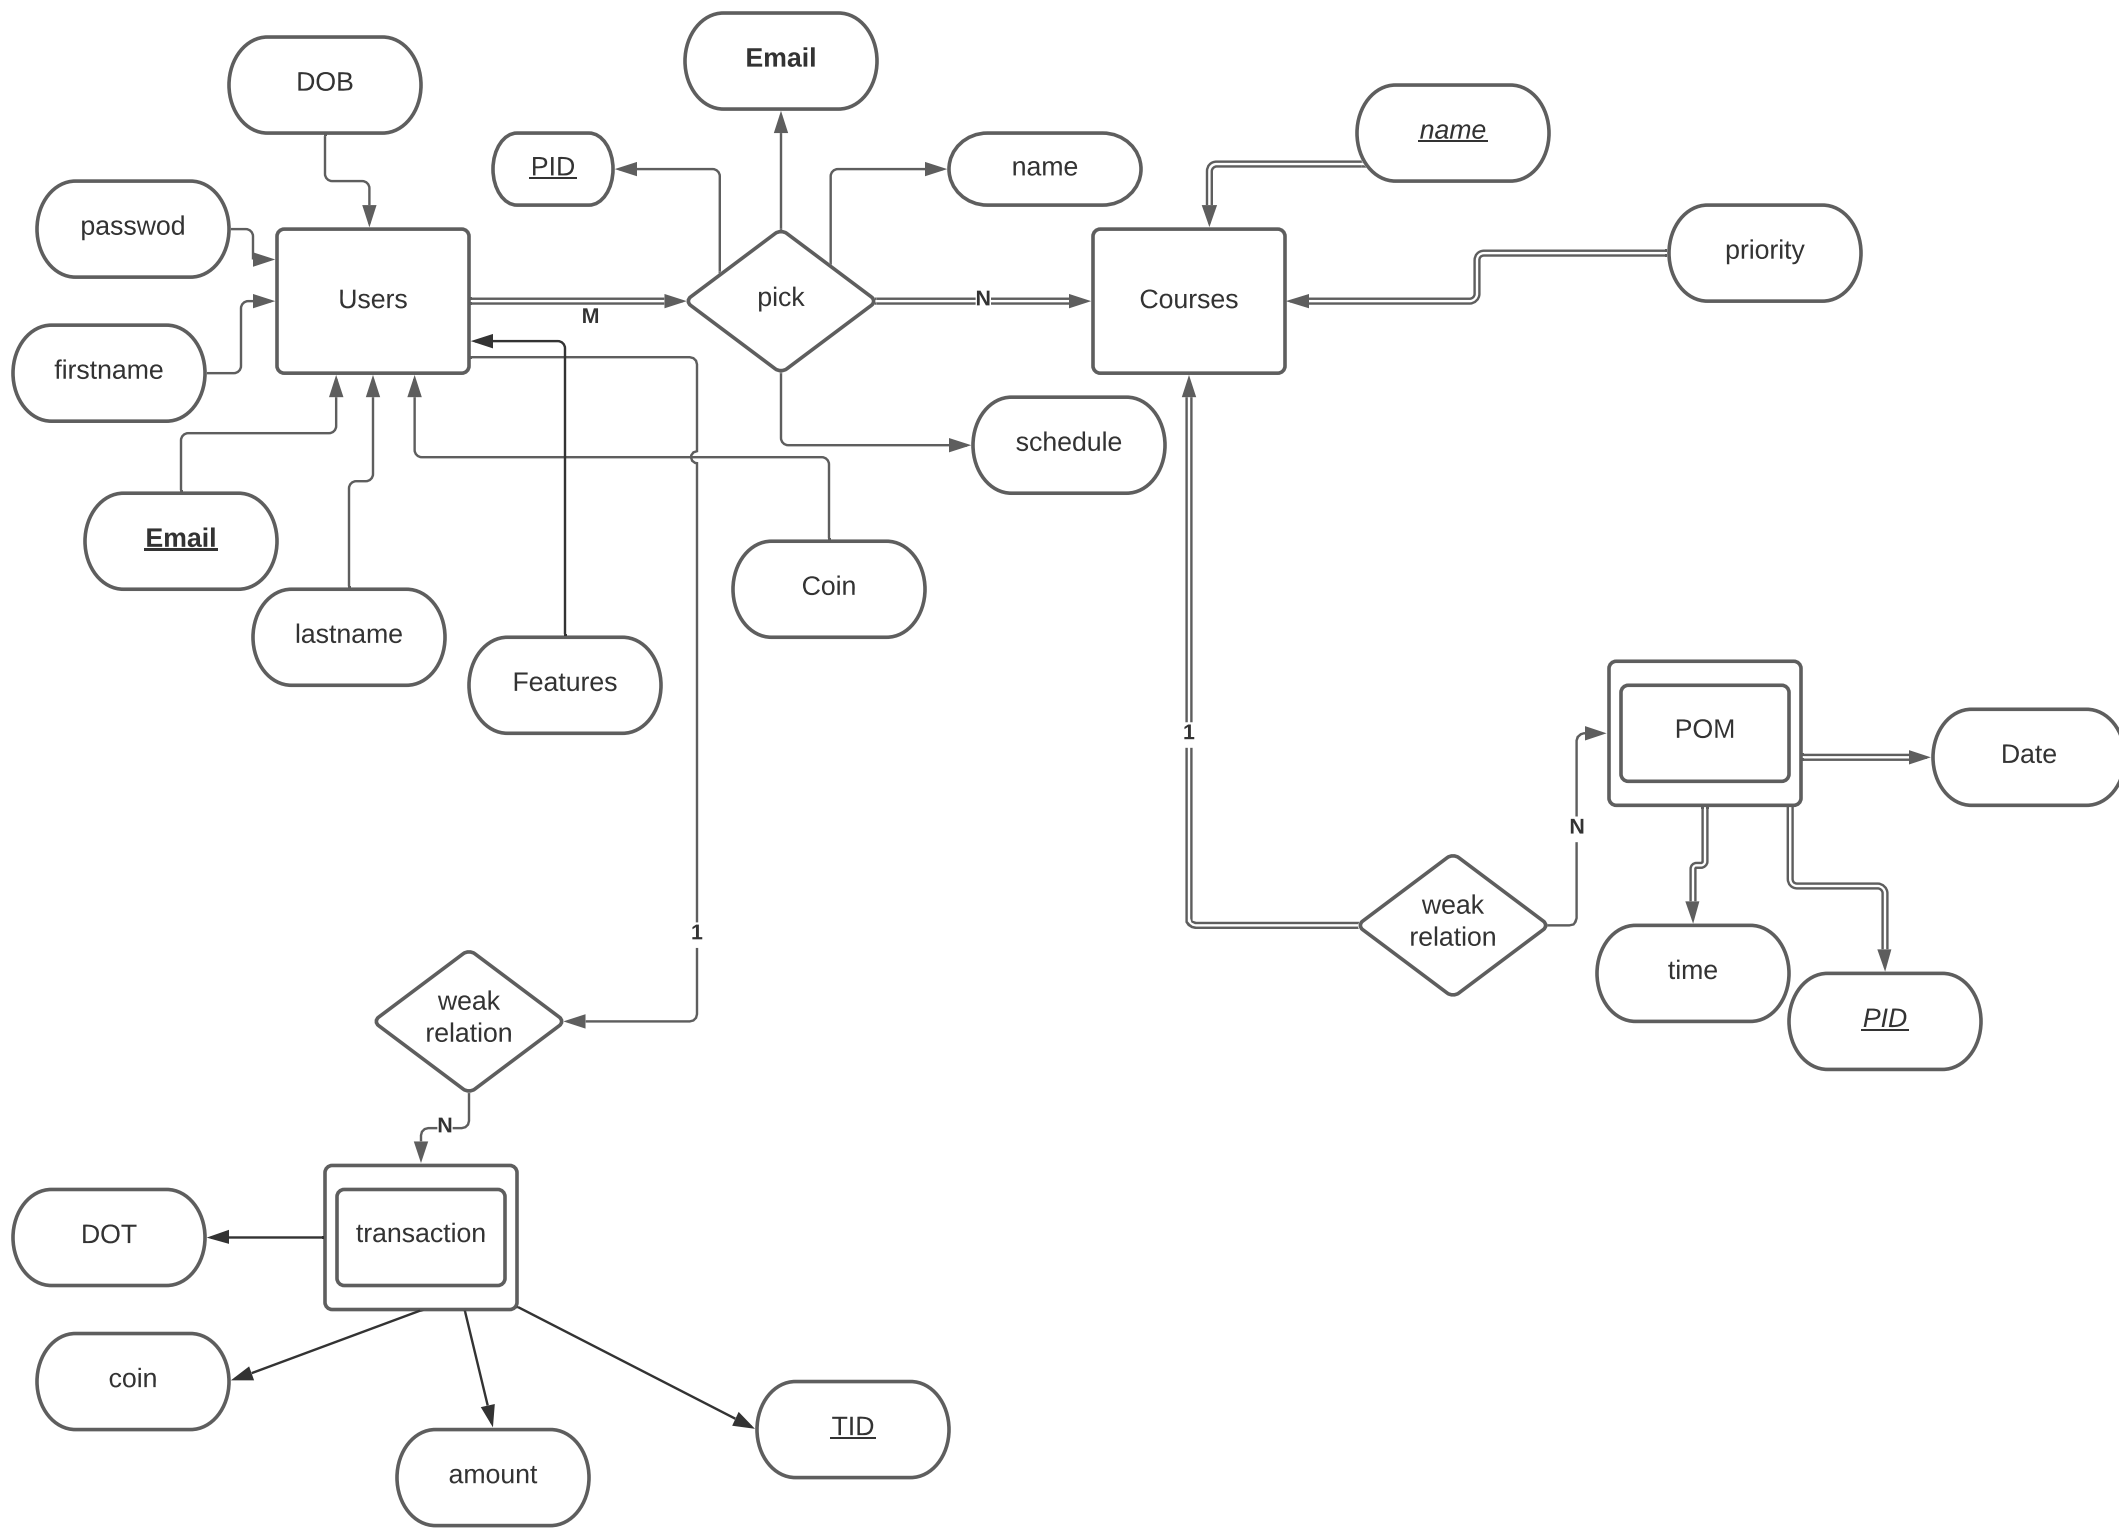 Email
DOB
name
PID
name
passwod
priority
Users
pick
N
Courses
M
firstname
schedule
Email
Coin
lastname
Features
POM
1
Date
N
weak
relation
1
time
weak
relation
PID
N
DOT
transaction
coin
TID
amount